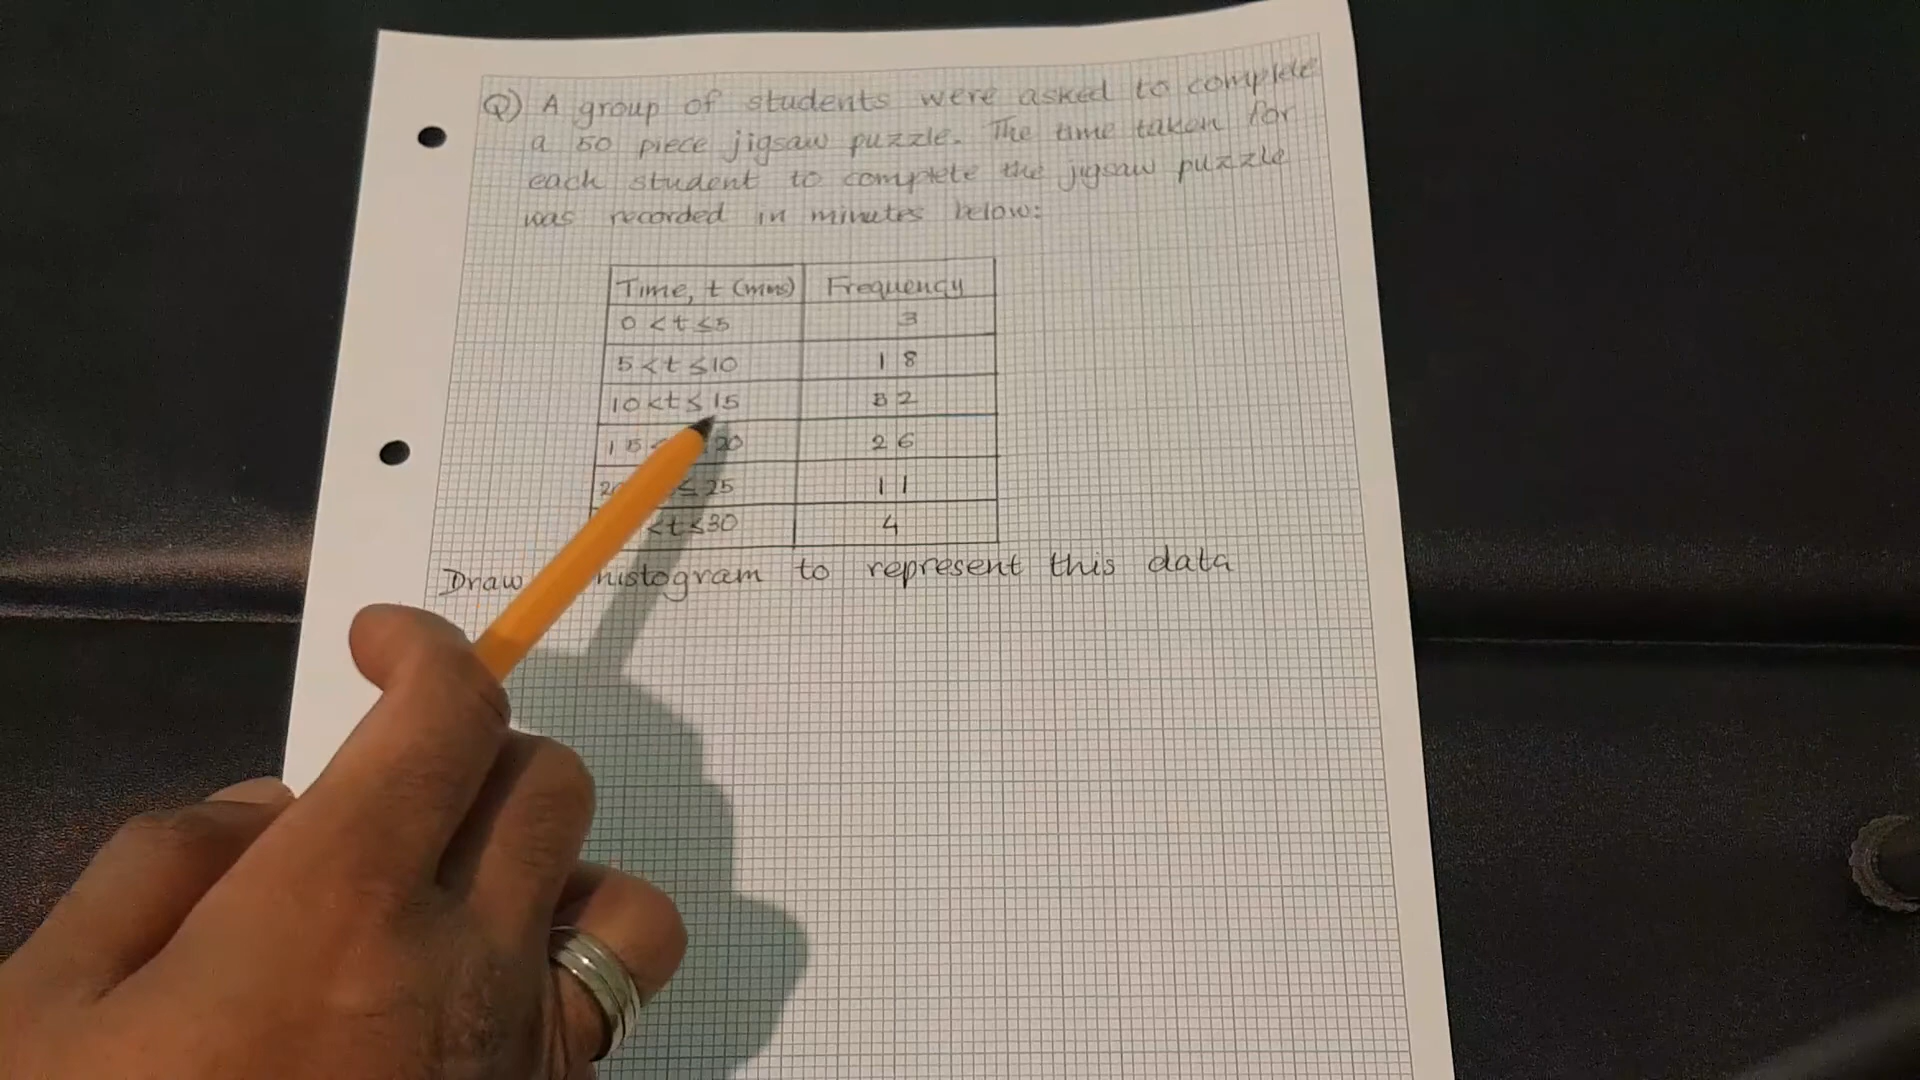 Q) A group of students were asked to complete
a 50 piece jigsaw puzzle. The time taken for
each student to complete the jigsaw puzzle
was recorded in minutes below:
Time, t (mins) Frequency
0 < t ≤ 5 3
5 < t ≤ 10 18
10 < t ≤ 15 32
15 < 20 26
≤ 25 11
< t ≤ 30 4
Draw histogram to represent this data